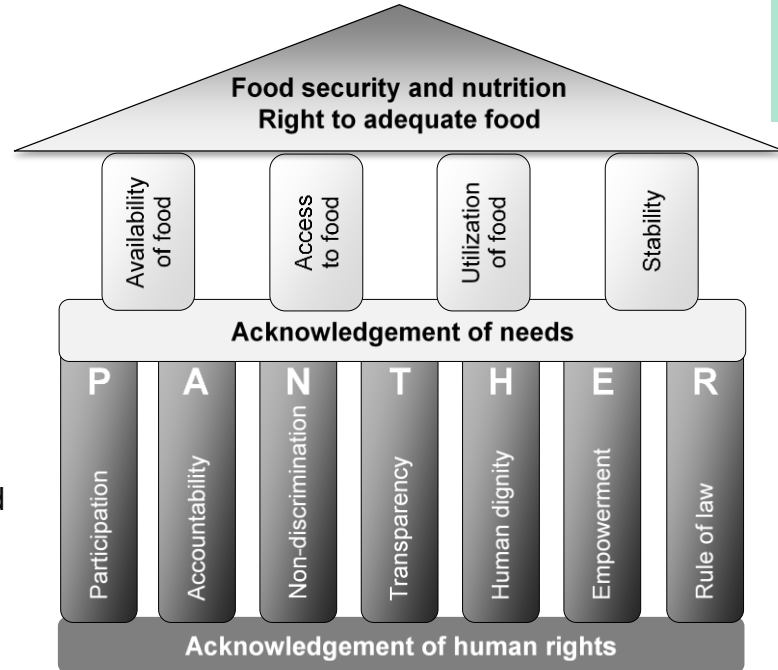 Food security and nutrition
Right to adequate food
Availability
of food
Access
to food
Utilization
of food
Stability
Acknowledgement of needs
P A N T H E R
Participation
Accountability
Non-discrimination
Transparency
Human dignity
Empowerment
Rule of law
Acknowledgement of human rights